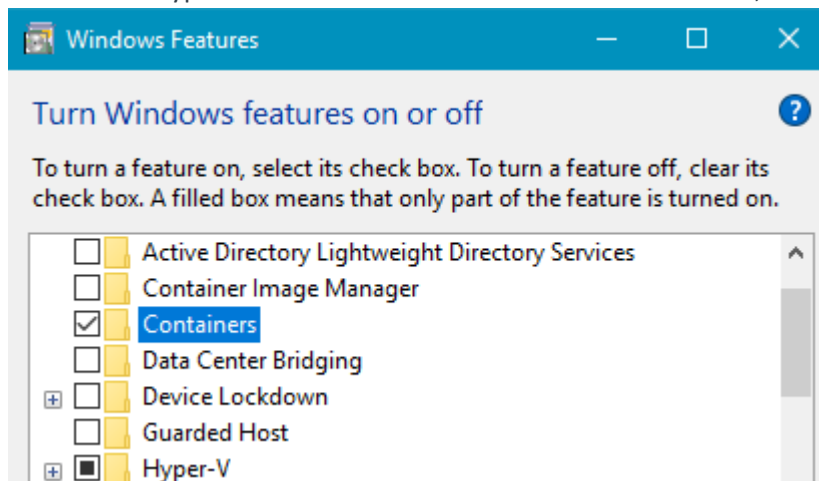 Windows Features
Turn Windows features on or off
To turn a feature on, select its check box. To turn a feature off, clear its
check box. A filled box means that only part of the feature is turned on.
Active Directory Lightweight Directory Services
Container Image Manager
Containers
Data Center Bridging
Device Lockdown
Guarded Host
Hyper-V